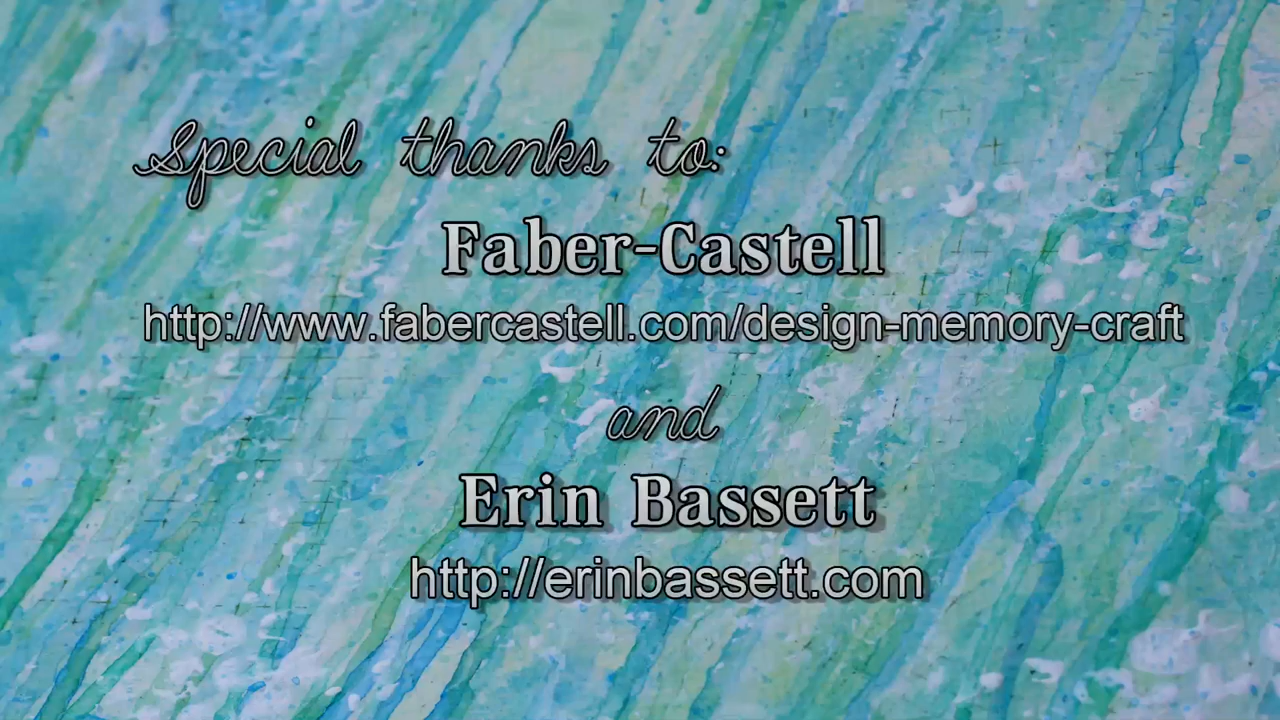 Special thanks to:
Faber-Castell
http://www.fabercastell.com/design-memory-craft
and
Erin Bassett
http://erinbassett.com